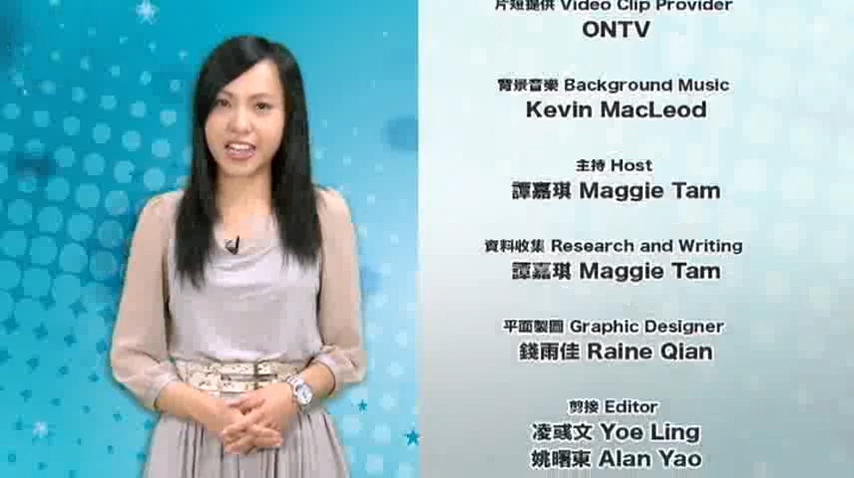 片短提供 Video Clip Provider
ONTV
背景音樂 Background Music
Kevin MacLeod
主持 Host
譚嘉琪 Maggie Tam
資料收集 Research and Writing
譚嘉琪 Maggie Tam
平面製圖 Graphic Designer
錢雨佳 Raine Qian
剪接 Editor
凌彧文 Yoe Ling
姚曙東 Alan Yao